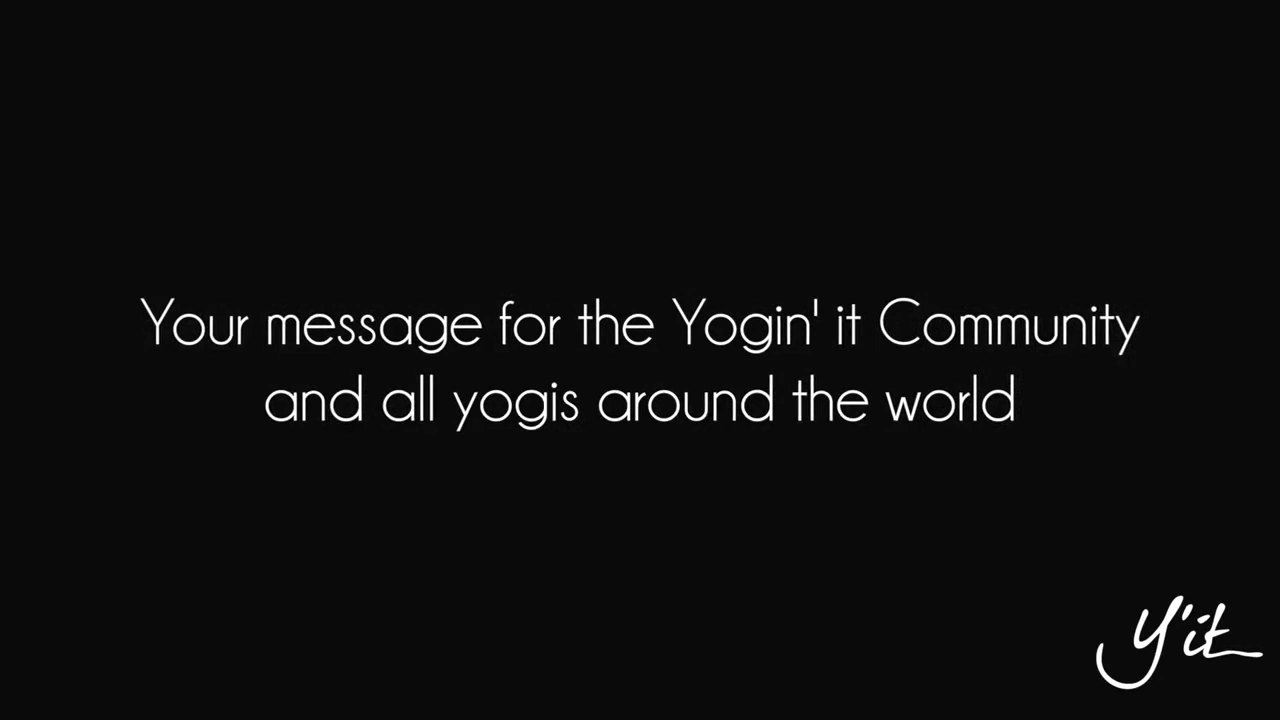 Your message for the Yogin' it Community
and all yogis around the world
Y'it